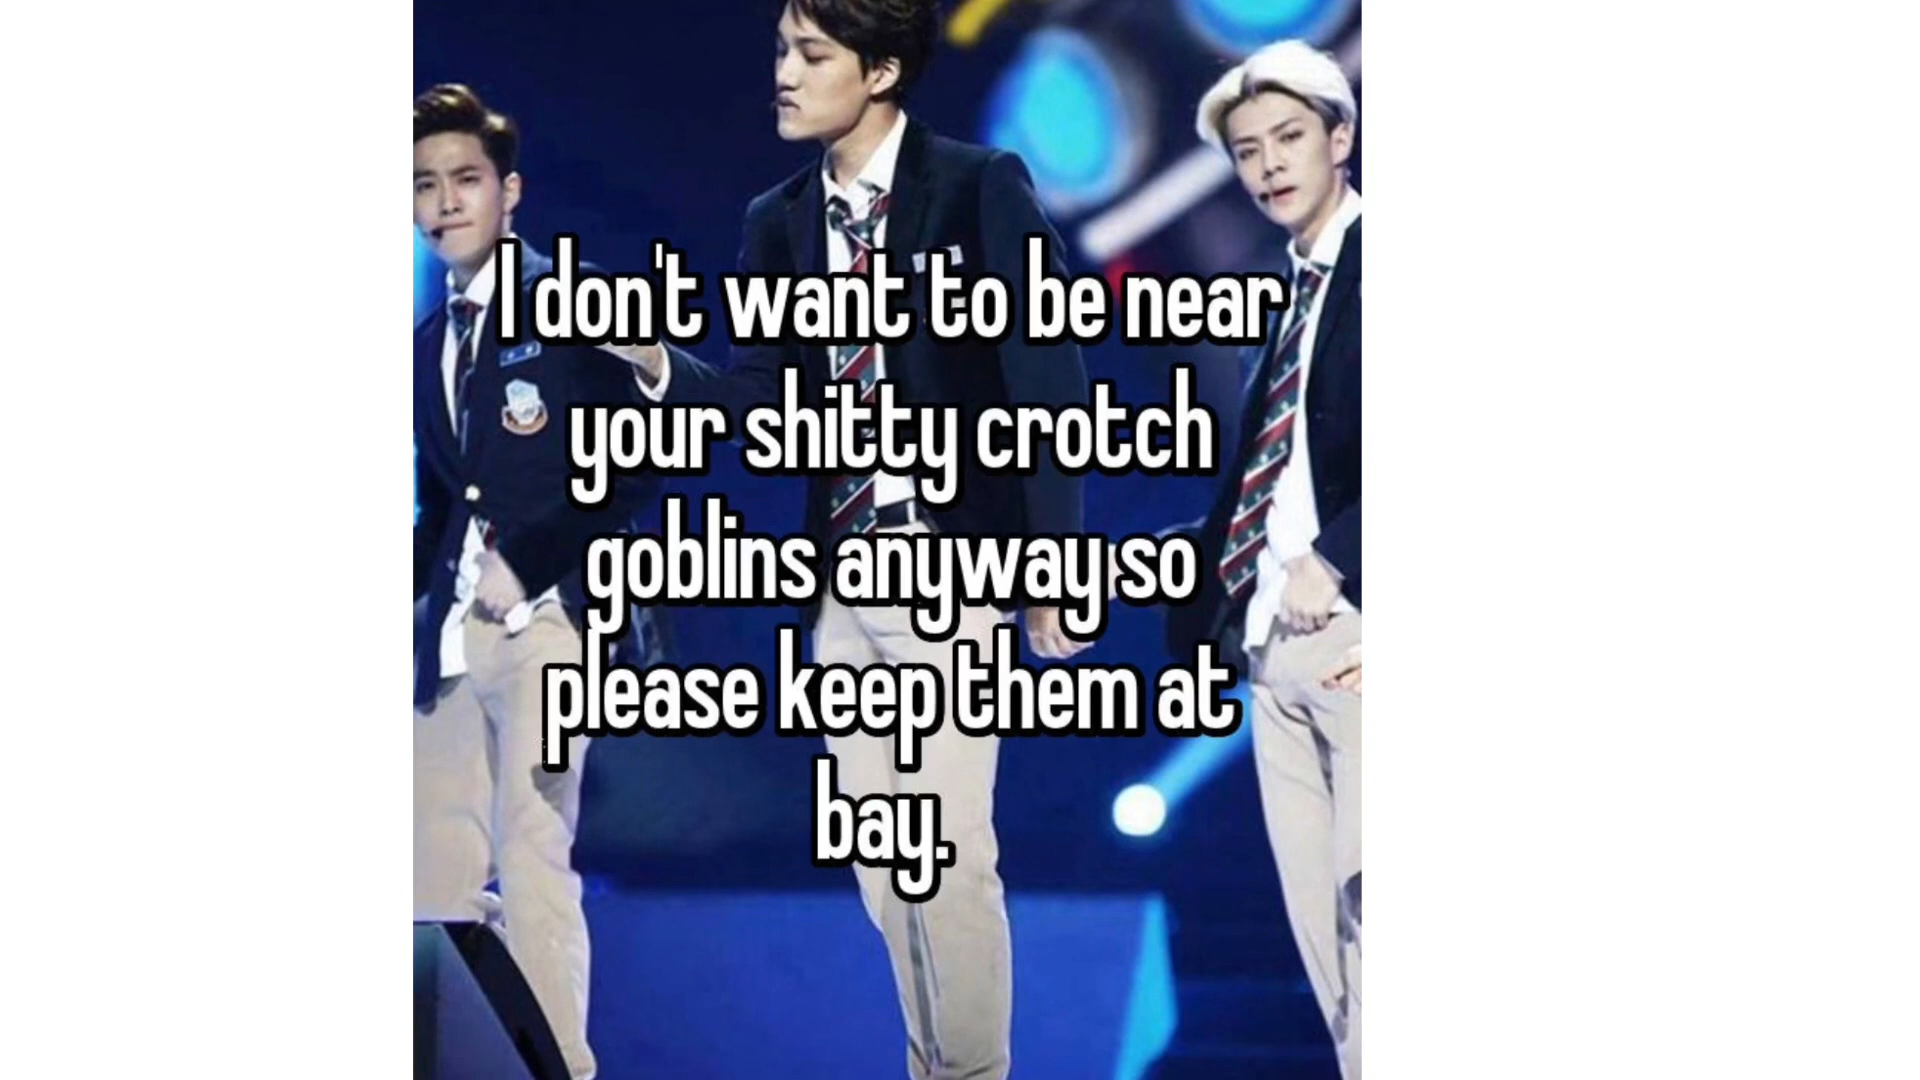 I don't want to be near
your shitty crotch
goblins anyway so
please keep them at
bay.